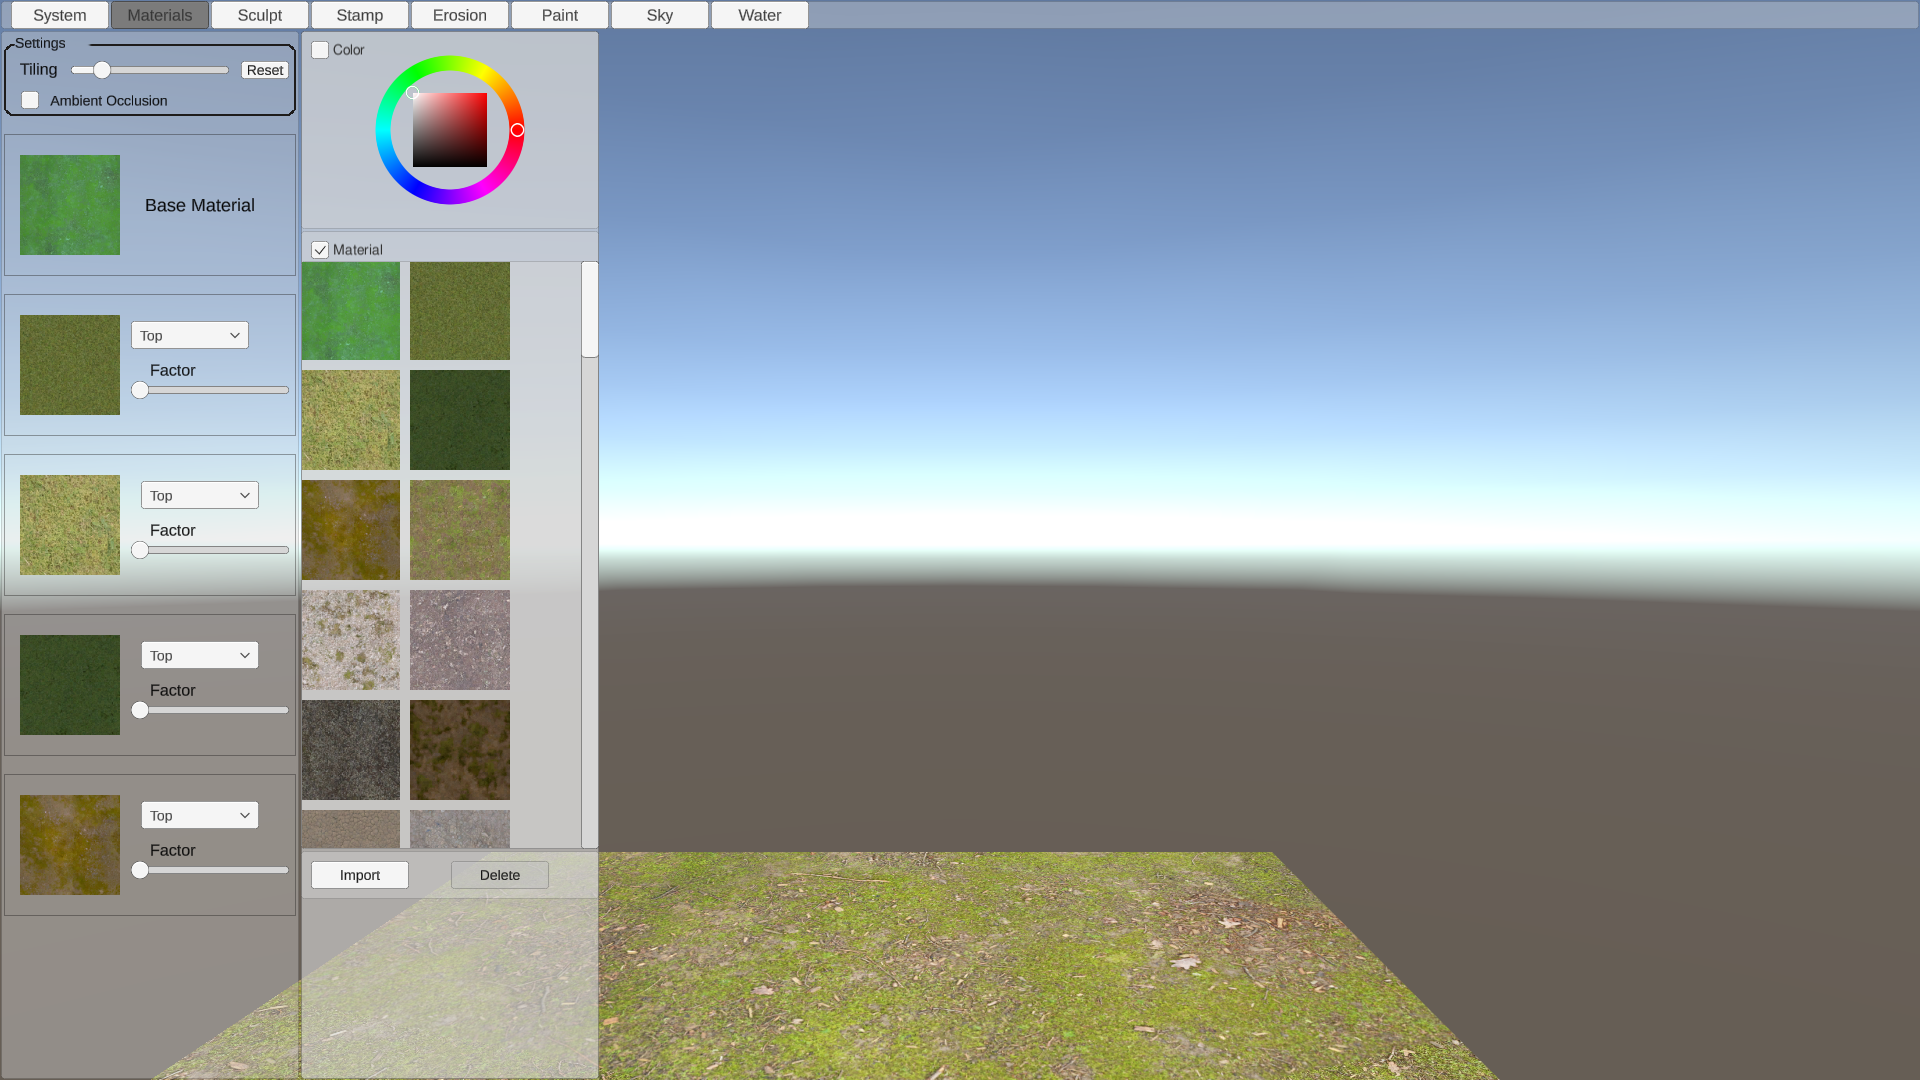 System Materials Sculpt Stamp Erosion Paint Sky Water
Settings
Tiling Reset
Ambient Occlusion
Base Material
Top
Factor
Top
Factor
Top
Factor
Top
Factor
Color
Material
Import Delete